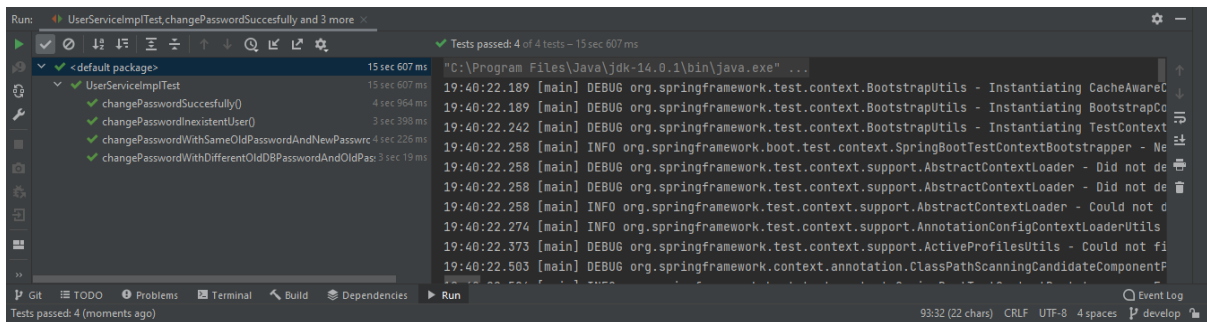 Run: UserServiceImplTest,changePasswordSuccesfully and 3 more ×
Tests passed: 4 of 4 tests – 15 sec 607 ms
<default package> 15 sec 607 ms
UserServiceImplTest 15 sec 607 ms
changePasswordSuccesfully() 4 sec 964 ms
changePasswordInexistentUser() 3 sec 398 ms
changePasswordWithSameOldPasswordAndNewPasswrc 4 sec 226 ms
changePasswordWithDifferentOldDBPasswordAndOldPas: 3 sec 19 ms
"C:\Program Files\Java\jdk-14.0.1\bin\java.exe" ...
19:40:22.189 [main] DEBUG org.springframework.test.context.BootstrapUtils - Instantiating CacheAwareC
19:40:22.189 [main] DEBUG org.springframework.test.context.BootstrapUtils - Instantiating BootstrapCo
19:40:22.242 [main] DEBUG org.springframework.test.context.BootstrapUtils - Instantiating TestContext
19:40:22.258 [main] INFO org.springframework.boot.test.context.SpringBootTestContextBootstrapper - Ne
19:40:22.258 [main] DEBUG org.springframework.test.context.support.AbstractContextLoader - Did not de
19:40:22.258 [main] DEBUG org.springframework.test.context.support.AbstractContextLoader - Did not de
19:40:22.258 [main] INFO org.springframework.test.context.support.AbstractContextLoader - Could not d
19:40:22.274 [main] INFO org.springframework.test.context.support.AnnotationConfigContextLoaderUtils
19:40:22.373 [main] DEBUG org.springframework.test.context.support.ActiveProfilesUtils - Could not fi
19:40:22.503 [main] DEBUG org.springframework.context.annotation.ClassPathScanningCandidateComponentP
Git TODO Problems Terminal Build Dependencies Run Event Log
Tests passed: 4 (moments ago) 93:32 (22 chars) CRLF UTF-8 4 spaces develop